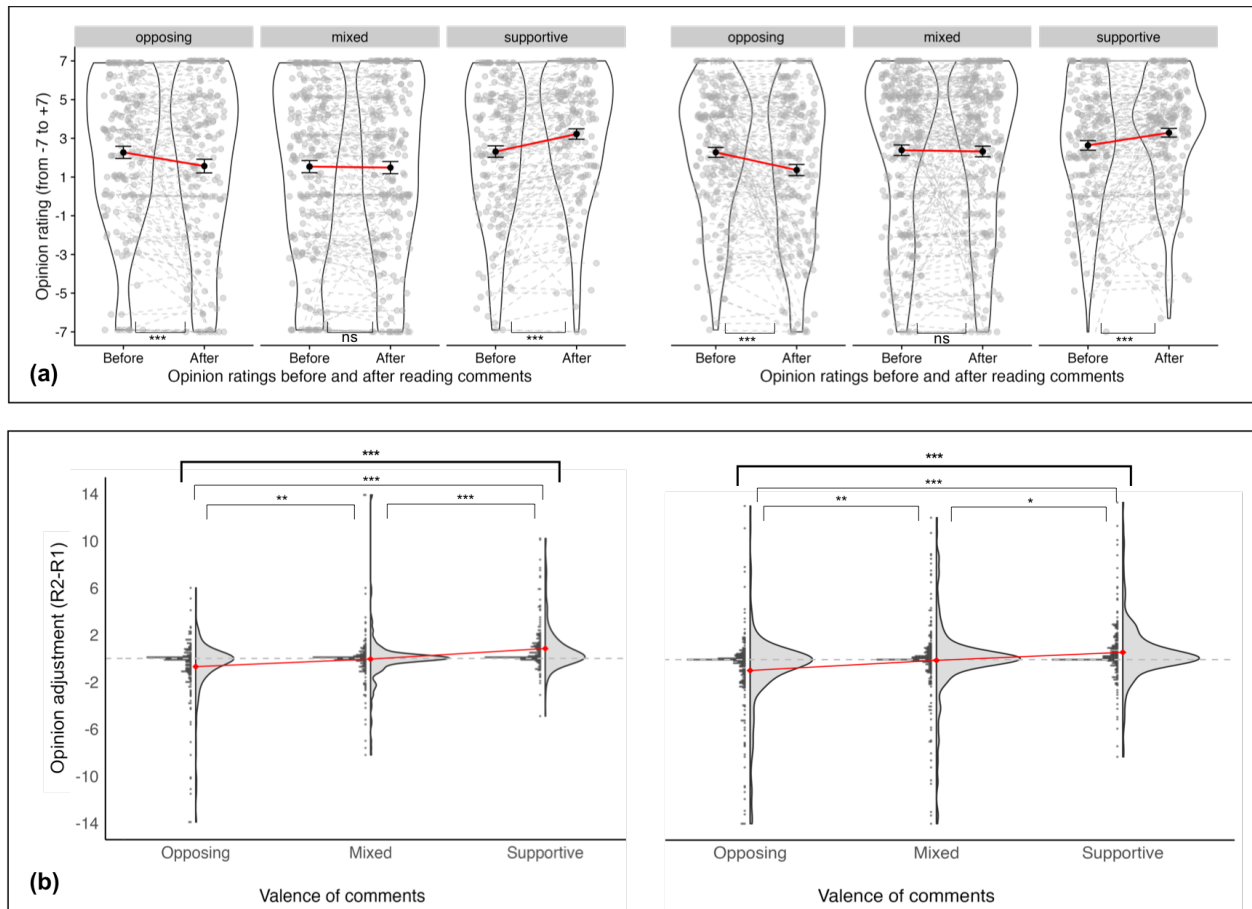 opposing mixed supportive opposing mixed supportive
Opinion rating (from -7 to +7)
7
5
3
1
-1
-3
-5
-7
*** ns *** *** ns ***
Before After Before After Before After Before After Before After Before After
(a) Opinion ratings before and after reading comments Opinion ratings before and after reading comments
*** ***
*** ***
** *** ** *
Opinion adjustment (R2-R1)
14
10
6
2
-2
-6
-10
-14
Opposing Mixed Supportive Opposing Mixed Supportive
(b) Valence of comments Valence of comments